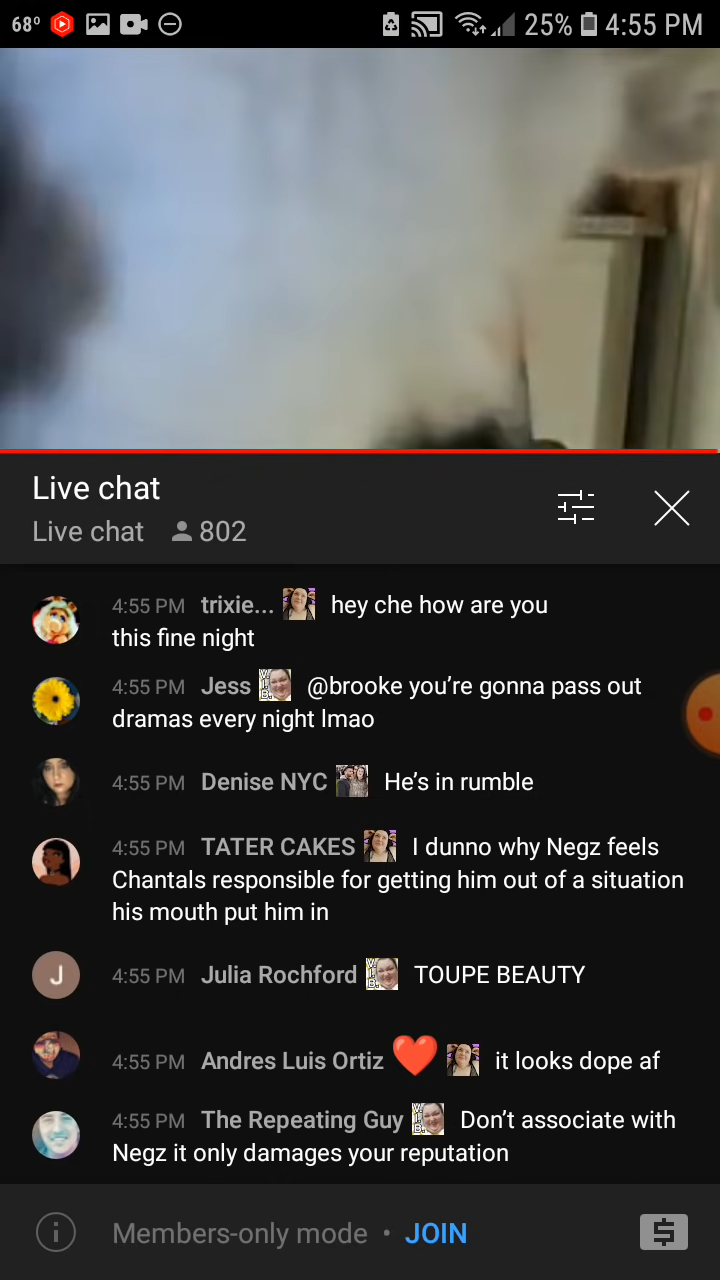 68° 25% 4:55 PM
Live chat
Live chat 802
4:55 PM trixie... hey che how are you
this fine night
4:55 PM Jess @brooke you’re gonna pass out
dramas every night lmao
4:55 PM Denise NYC He’s in rumble
4:55 PM TATER CAKES I dunno why Negz feels
Chantals responsible for getting him out of a situation
his mouth put him in
J 4:55 PM Julia Rochford TOUPE BEAUTY
4:55 PM Andres Luis Ortiz it looks dope af
4:55 PM The Repeating Guy Don’t associate with
Negz it only damages your reputation
Members-only mode • JOIN